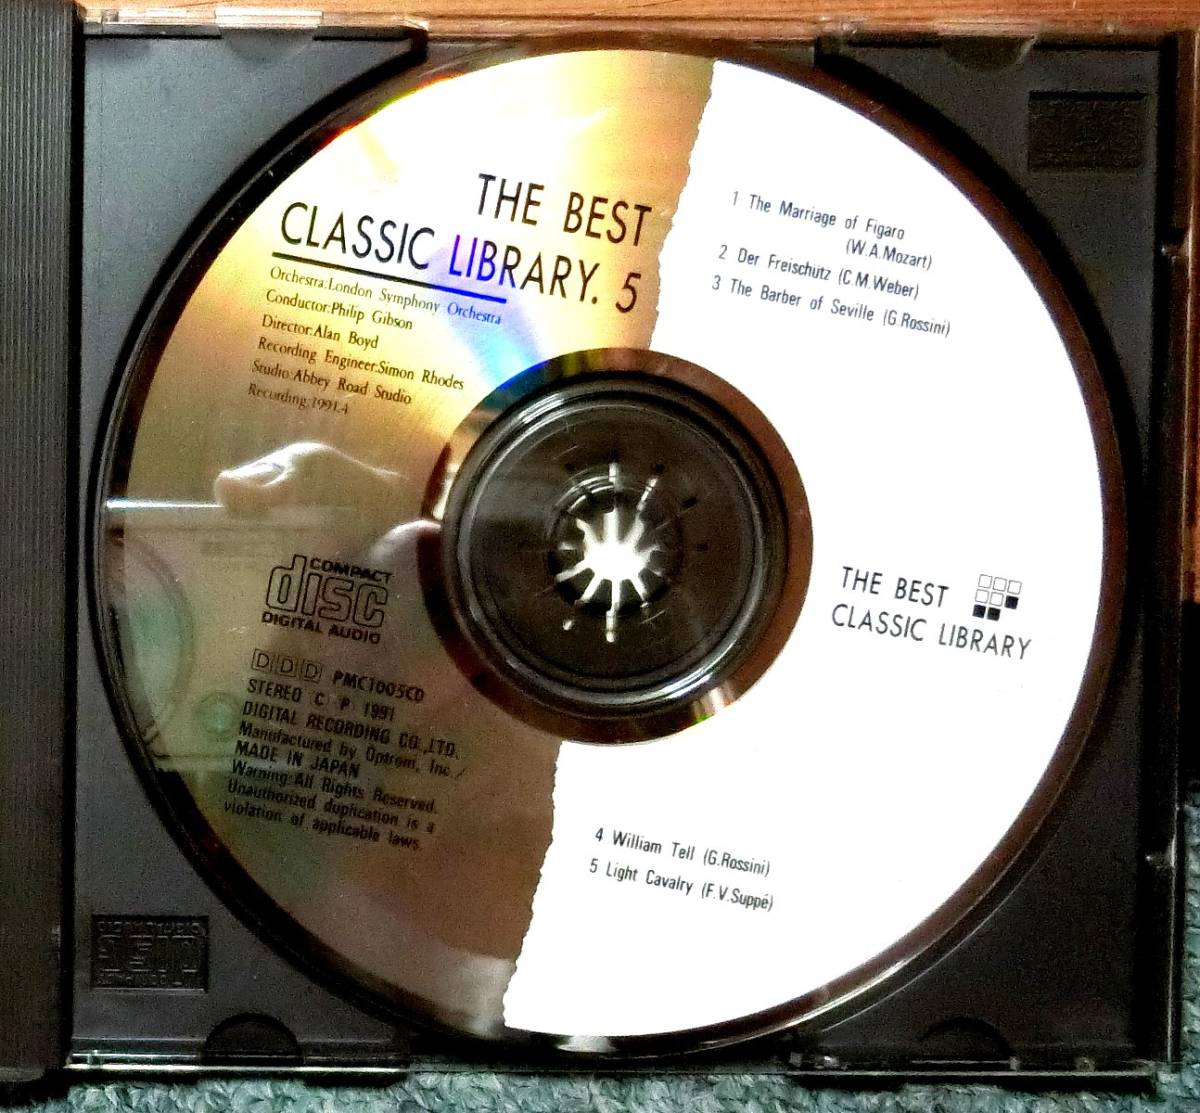 THE BEST
CLASSIC LIBRARY. 5
Orchestra:London Symphony Orchestra
Conductor:Philip Gibson
Director:Alan Boyd
Recording Engineer:Simon Rhodes
Studio:Abbey Road Studio
Recording:1991.4
1 The Marriage of Figaro
(W.A.Mozart)
2 Der Freischütz (C.M.Weber)
3 The Barber of Seville (G.Rossini)
THE BEST
CLASSIC LIBRARY
COMPACT
disc
DIGITAL AUDIO
DDD PMC1005CD
STEREO C P 1991
DIGITAL RECORDING CO.,LTD.
Manufactured by Optrom, Inc./
MADE IN JAPAN
Warning:All Rights Reserved.
Unauthorized duplication is a
violation of applicable laws.
4 William Tell (G.Rossini)
5 Light Cavalry (F.V.Suppé)